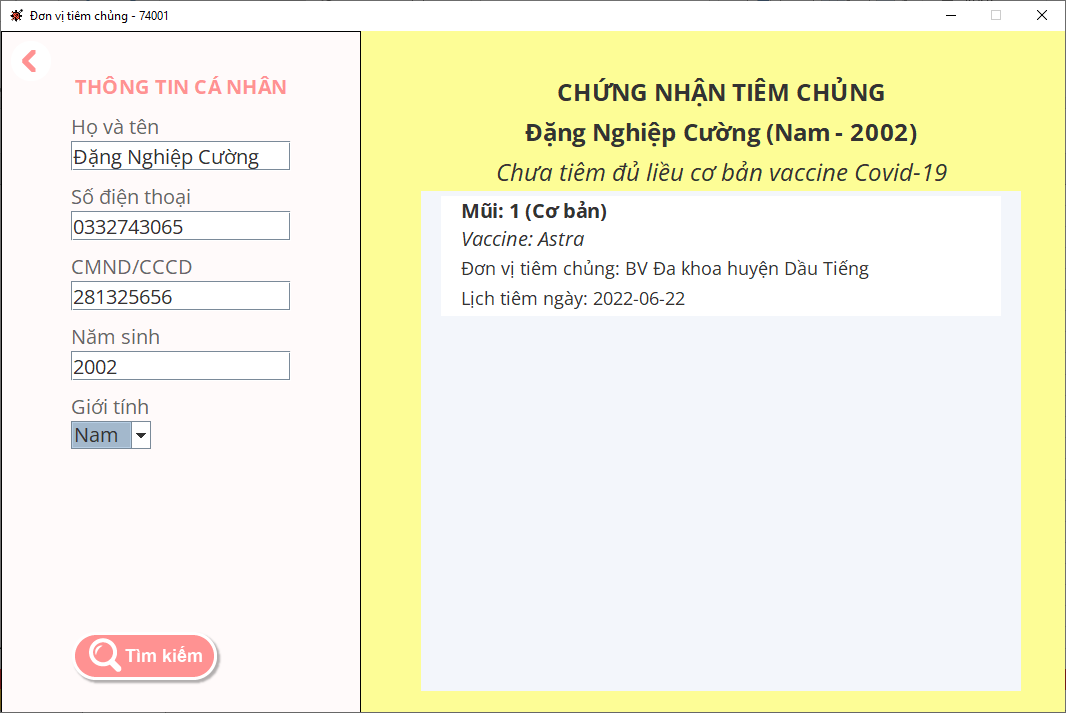 Đơn vị tiêm chủng - 74001
THÔNG TIN CÁ NHÂN
Họ và tên
Đặng Nghiệp Cường
Số điện thoại
0332743065
CMND/CCCD
281325656
Năm sinh
2002
Giới tính
Nam
Tìm kiếm
CHỨNG NHẬN TIÊM CHỦNG
Đặng Nghiệp Cường (Nam - 2002)
Chưa tiêm đủ liều cơ bản vaccine Covid-19
Mũi: 1 (Cơ bản)
Vaccine: Astra
Đơn vị tiêm chủng: BV Đa khoa huyện Dầu Tiếng
Lịch tiêm ngày: 2022-06-22